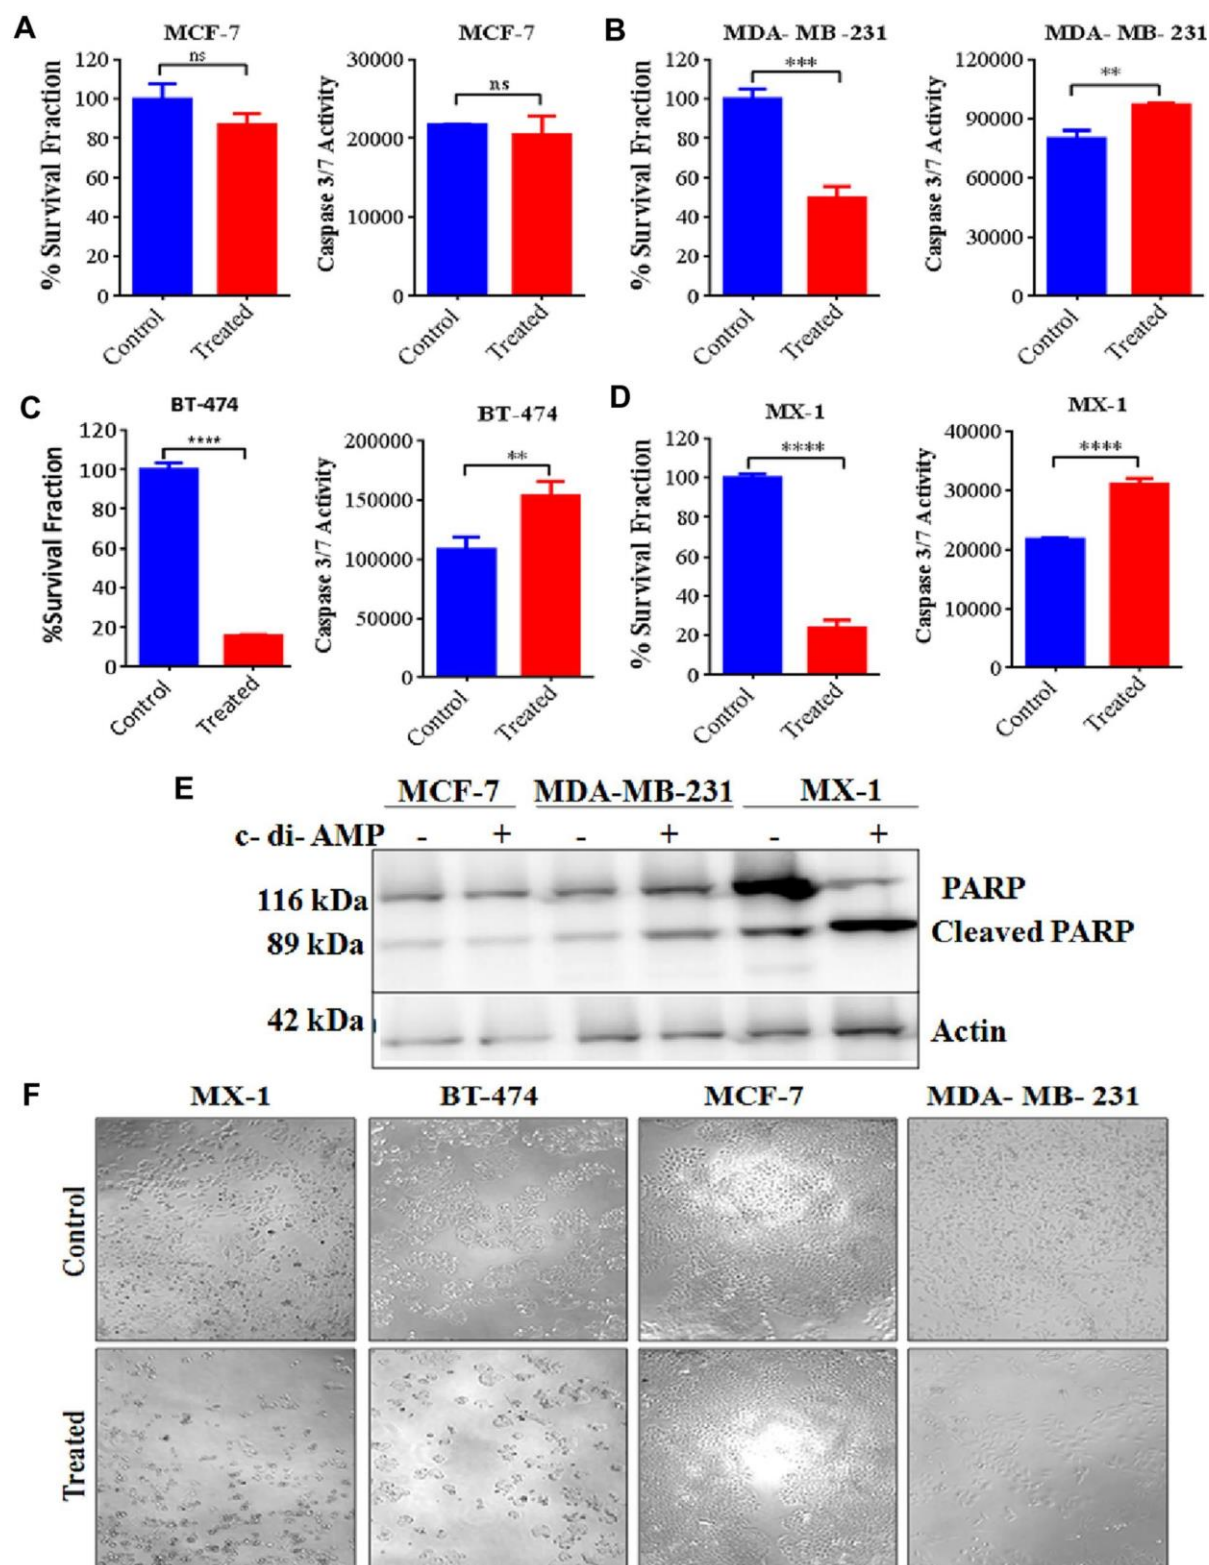 A
MCF-7
ns
% Survival Fraction
120
100
80
60
40
20
0
Control
Treated
MCF-7
ns
Caspase 3/7 Activity
30000
20000
10000
0
Control
Treated
B
MDA- MB -231
***
% Survival Fraction
120
100
80
60
40
20
0
Control
Treated
MDA- MB- 231
**
Caspase 3/7 Activity
120000
90000
60000
30000
0
Control
Treated
C
BT-474
****
%Survival Fraction
120
100
80
60
40
20
0
Control
Treated
BT-474
**
Caspase 3/7 Activity
200000
150000
100000
50000
0
Control
Treated
D
MX-1
****
% Survival Fraction
120
100
80
60
40
20
0
Control
Treated
MX-1
****
Caspase 3/7 Activity
40000
30000
20000
10000
0
Control
Treated
E
MCF-7 MDA-MB-231 MX-1
c- di- AMP - + - + - +
116 kDa PARP
89 kDa Cleaved PARP
42 kDa Actin
F
MX-1 BT-474 MCF-7 MDA- MB- 231
Control
Treated